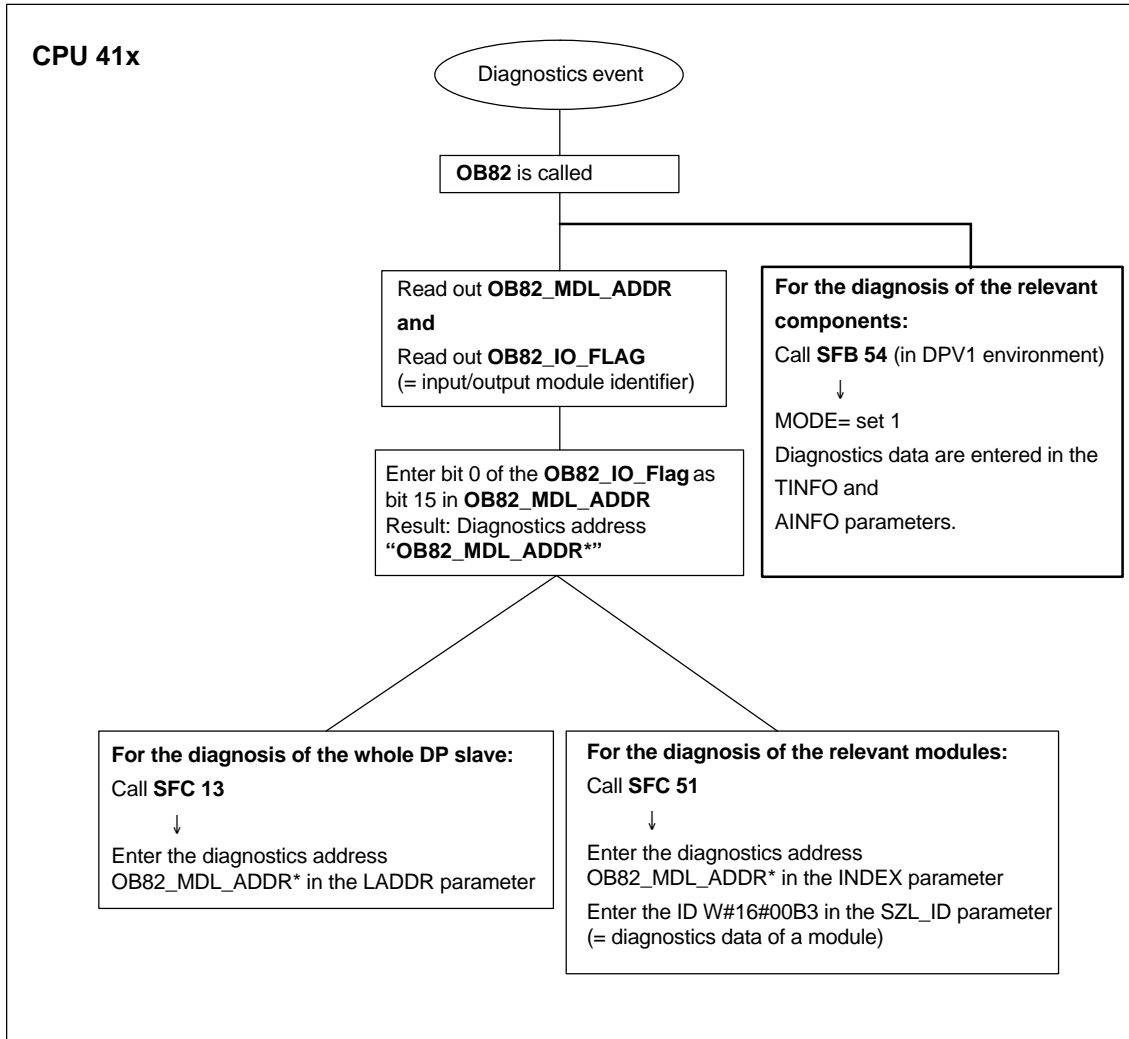 CPU 41x
Diagnostics event
OB82 is called
Read out OB82_MDL_ADDR
and
Read out OB82_IO_FLAG
(= input/output module identifier)
For the diagnosis of the relevant
components:
Call SFB 54 (in DPV1 environment)
↓
MODE= set 1
Diagnostics data are entered in the
TINFO and
AINFO parameters.
Enter bit 0 of the OB82_IO_Flag as
bit 15 in OB82_MDL_ADDR
Result: Diagnostics address
“OB82_MDL_ADDR*”
For the diagnosis of the whole DP slave:
Call SFC 13
↓
Enter the diagnostics address
OB82_MDL_ADDR* in the LADDR parameter
For the diagnosis of the relevant modules:
Call SFC 51
↓
Enter the diagnostics address
OB82_MDL_ADDR* in the INDEX parameter
Enter the ID W#16#00B3 in the SZL_ID parameter
(= diagnostics data of a module)